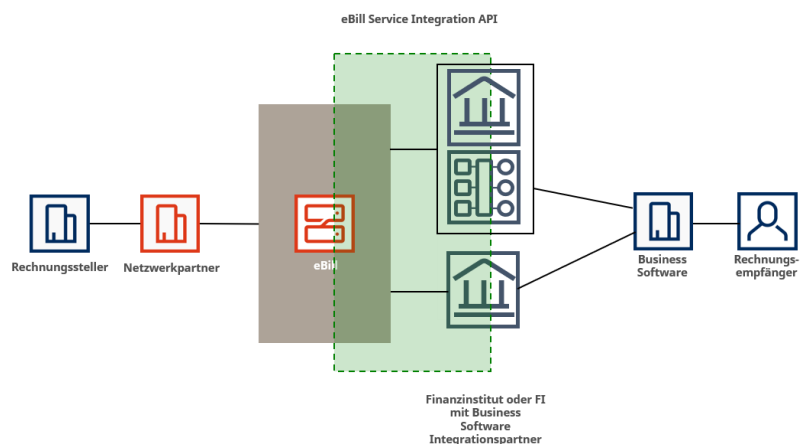 eBill Service Integration API
eBill
Rechnungssteller
Netzwerkpartner
Business
Software
Rechnungs-
empfänger
Finanzinstitut oder FI
mit Business
Software
Integrationspartner